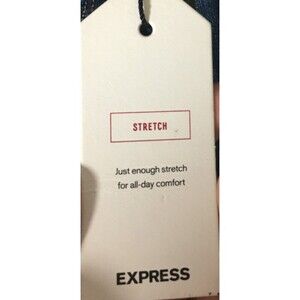 STRETCH
Just enough stretch
for all-day comfort
EXPRESS